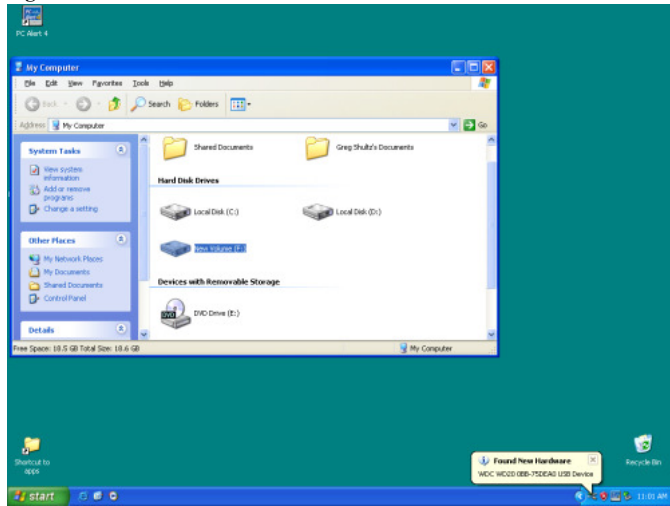 PC Alert 4
My Computer
File Edit View Favorites Tools Help
Back Search Folders
Address My Computer Go
System Tasks
View system
information
Add or remove
programs
Change a setting
Other Places
My Network Places
My Documents
Shared Documents
Control Panel
Details
Shared Documents Greg Shultz's Documents
Hard Disk Drives
Local Disk (C:) Local Disk (D:)
New Volume (F:)
Devices with Removable Storage
DVD
DVD Drive (E:)
Free Space: 18.5 GB Total Size: 18.6 GB My Computer
Shortcut to
apps
Found New Hardware
WDC WD20 0BB-75DEA0 USB Device
Recycle Bin
start 11:01 AM